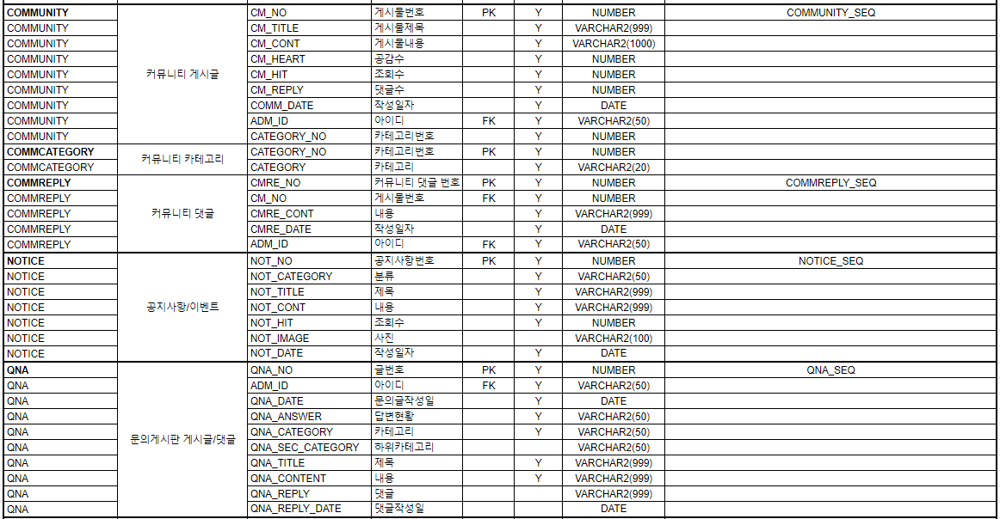 COMMUNITY CM_NO 게시물번호 PK Y NUMBER COMMUNITY_SEQ
COMMUNITY CM_TITLE 게시물제목 Y VARCHAR2(999)
COMMUNITY CM_CONT 게시물내용 Y VARCHAR2(1000)
COMMUNITY CM_HEART 공감수 Y NUMBER
COMMUNITY 커뮤니티 게시글 CM_HIT 조회수 Y NUMBER
COMMUNITY CM_REPLY 댓글수 Y NUMBER
COMMUNITY COMM_DATE 작성일자 Y DATE
COMMUNITY ADM_ID 아이디 FK Y VARCHAR2(50)
COMMUNITY CATEGORY_NO 카테고리번호 Y NUMBER
COMMCATEGORY 커뮤니티 카테고리 CATEGORY_NO 카테고리번호 PK Y NUMBER
COMMCATEGORY CATEGORY 카테고리 Y VARCHAR2(20)
COMMREPLY CMRE_NO 커뮤니티 댓글 번호 PK Y NUMBER COMMREPLY_SEQ
COMMREPLY CM_NO 게시물번호 FK Y NUMBER
COMMREPLY 커뮤니티 댓글 CMRE_CONT 내용 Y VARCHAR2(999)
COMMREPLY CMRE_DATE 작성일자 Y DATE
COMMREPLY ADM_ID 아이디 FK Y VARCHAR2(50)
NOTICE NOT_NO 공지사항번호 PK Y NUMBER NOTICE_SEQ
NOTICE NOT_CATEGORY 분류 Y VARCHAR2(50)
NOTICE NOT_TITLE 제목 Y VARCHAR2(999)
NOTICE 공지사항/이벤트 NOT_CONT 내용 Y VARCHAR2(999)
NOTICE NOT_HIT 조회수 Y NUMBER
NOTICE NOT_IMAGE 사진 VARCHAR2(100)
NOTICE NOT_DATE 작성일자 Y DATE
QNA QNA_NO 글번호 PK Y NUMBER QNA_SEQ
QNA ADM_ID 아이디 FK Y VARCHAR2(50)
QNA QNA_DATE 문의글작성일 Y DATE
QNA QNA_ANSWER 답변현황 Y VARCHAR2(50)
QNA QNA_CATEGORY 카테고리 Y VARCHAR2(50)
QNA 문의게시판 게시글/댓글 QNA_SEC_CATEGORY 하위카테고리 VARCHAR2(50)
QNA QNA_TITLE 제목 Y VARCHAR2(999)
QNA QNA_CONTENT 내용 Y VARCHAR2(999)
QNA QNA_REPLY 댓글 VARCHAR2(999)
QNA QNA_REPLY_DATE 댓글작성일 DATE